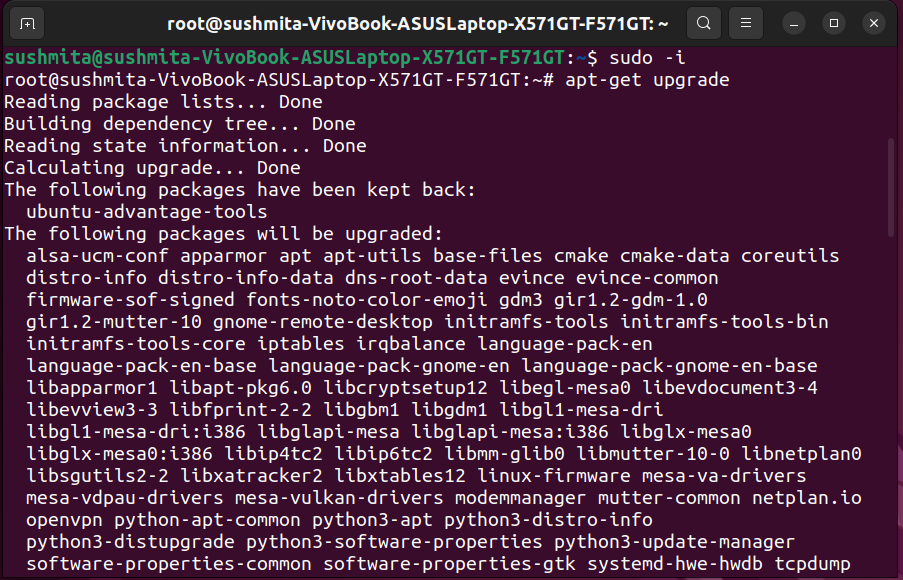 root@sushmita-VivoBook-ASUSLaptop-X571GT-F571GT: ~
sushmita@sushmita-VivoBook-ASUSLaptop-X571GT-F571GT:~$ sudo -i
root@sushmita-VivoBook-ASUSLaptop-X571GT-F571GT:~# apt-get upgrade
Reading package lists... Done
Building dependency tree... Done
Reading state information... Done
Calculating upgrade... Done
The following packages have been kept back:
  ubuntu-advantage-tools
The following packages will be upgraded:
  alsa-ucm-conf apparmor apt apt-utils base-files cmake cmake-data coreutils
  distro-info distro-info-data dns-root-data evince evince-common
  firmware-sof-signed fonts-noto-color-emoji gdm3 gir1.2-gdm-1.0
  gir1.2-mutter-10 gnome-remote-desktop initramfs-tools initramfs-tools-bin
  initramfs-tools-core iptables irqbalance language-pack-en
  language-pack-en-base language-pack-gnome-en language-pack-gnome-en-base
  libapparmor1 libapt-pkg6.0 libcryptsetup12 libegl-mesa0 libevdocument3-4
  libevview3-3 libfprint-2-2 libgbm1 libgdm1 libgl1-mesa-dri
  libgl1-mesa-dri:i386 libglapi-mesa libglapi-mesa:i386 libglx-mesa0
  libglx-mesa0:i386 libip4tc2 libip6tc2 libmm-glib0 libmutter-10-0 libnetplan0
  libsgutils2-2 libxatracker2 libxtables12 linux-firmware mesa-va-drivers
  mesa-vdpau-drivers mesa-vulkan-drivers modemmanager mutter-common netplan.io
  openvpn python-apt-common python3-apt python3-distro-info
  python3-distupgrade python3-software-properties python3-update-manager
  software-properties-common software-properties-gtk systemd-hwe-hwdb tcpdump